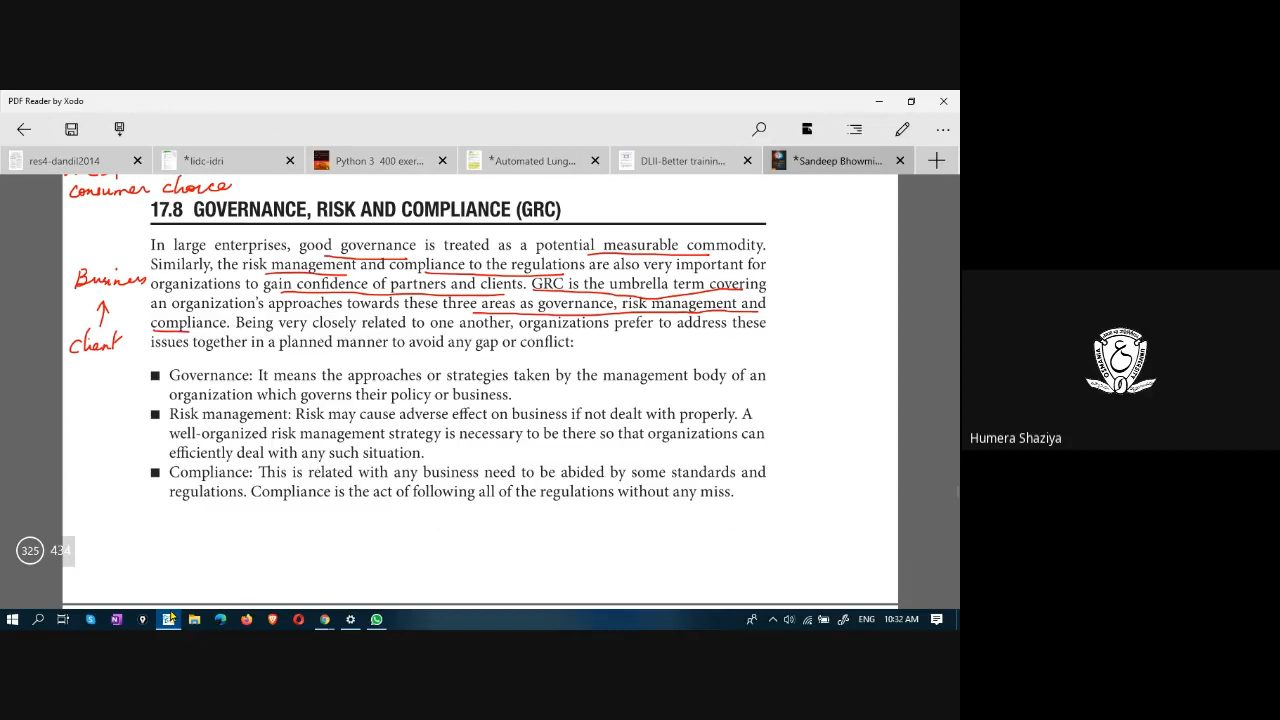 PDF Reader by Xodo
res4-dandil2014
*lidc-idri
Python 3 400 exer...
*Automated Lung...
DLII-Better trainin...
*Sandeep Bhowmi...
consumer choice
17.8 GOVERNANCE, RISK AND COMPLIANCE (GRC)
In large enterprises, good governance is treated as a potential measurable commodity.
Similarly, the risk management and compliance to the regulations are also very important for
Business
organizations to gain confidence of partners and clients. GRC is the umbrella term covering
an organization's approaches towards these three areas as governance, risk management and
compliance. Being very closely related to one another, organizations prefer to address these
Client
issues together in a planned manner to avoid any gap or conflict:
■ Governance: It means the approaches or strategies taken by the management body of an
organization which governs their policy or business.
■ Risk management: Risk may cause adverse effect on business if not dealt with properly. A
well-organized risk management strategy is necessary to be there so that organizations can
efficiently deal with any such situation.
■ Compliance: This is related with any business need to be abided by some standards and
regulations. Compliance is the act of following all of the regulations without any miss.
325 434
ENG 10:32 AM
Humera Shaziya